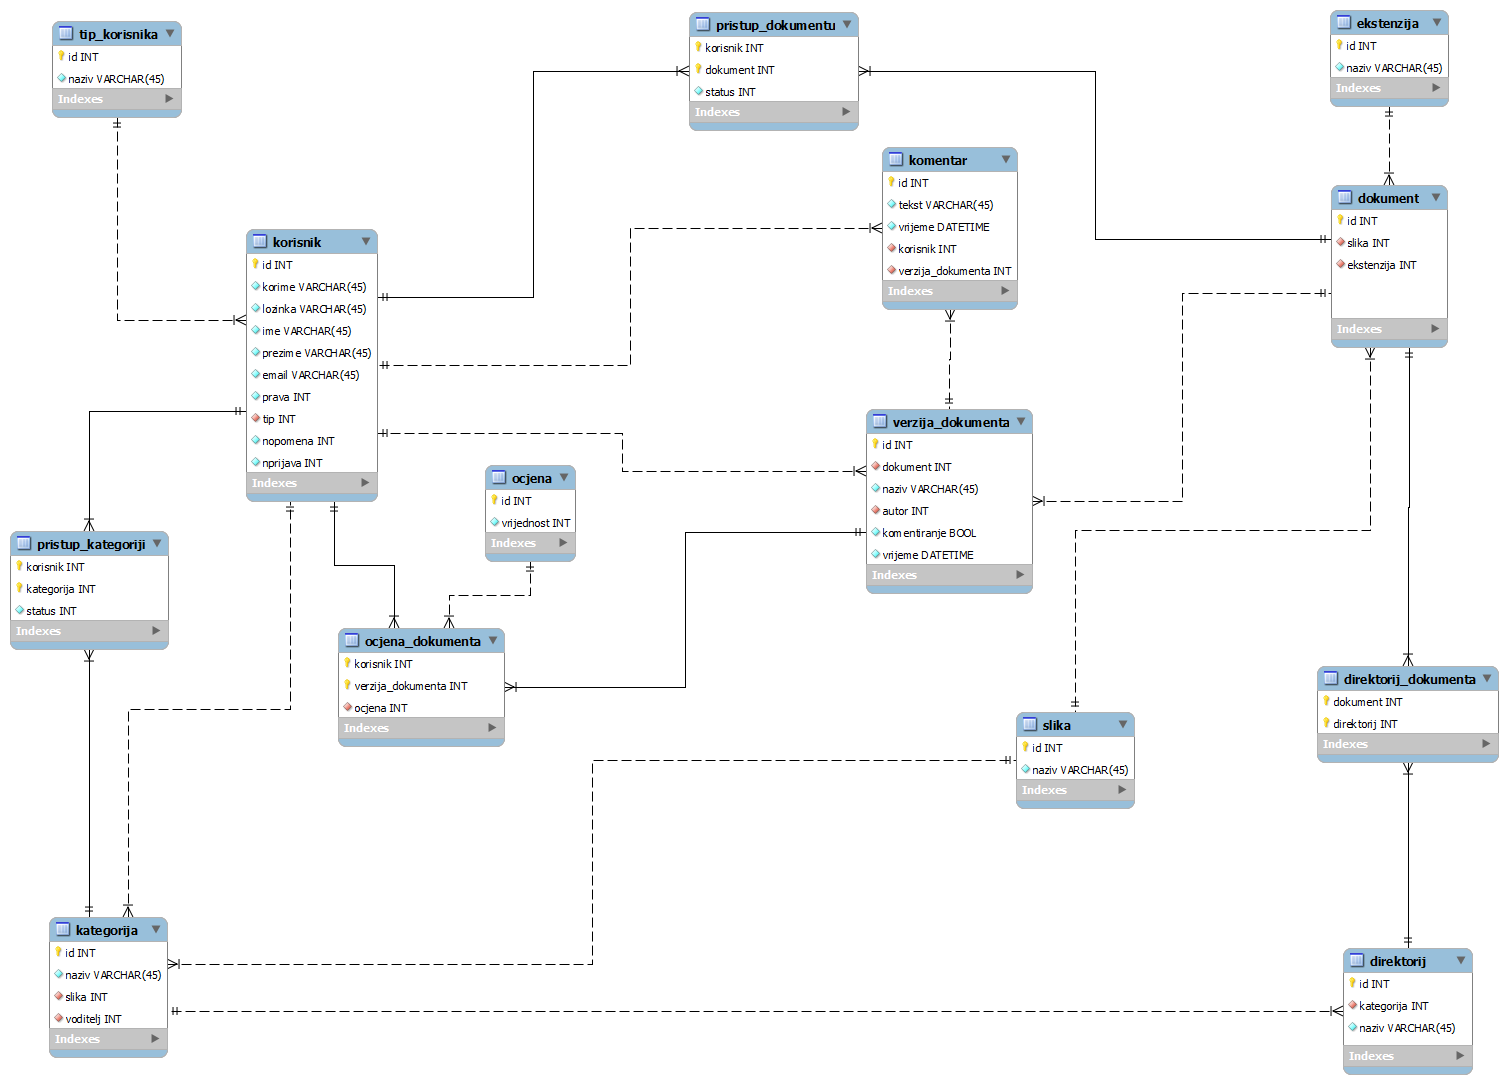 tip_korisnika
id INT
naziv VARCHAR(45)
Indexes
pristup_dokumentu
korisnik INT
dokument INT
status INT
Indexes
ekstenzija
id INT
naziv VARCHAR(45)
Indexes
komentar
id INT
tekst VARCHAR(45)
vrijeme DATETIME
korisnik INT
verzija_dokumenta INT
Indexes
dokument
id INT
slika INT
ekstenzija INT
Indexes
korisnik
id INT
korime VARCHAR(45)
lozinka VARCHAR(45)
ime VARCHAR(45)
prezime VARCHAR(45)
email VARCHAR(45)
prava INT
tip INT
nopomena INT
nprijava INT
Indexes
verzija_dokumenta
id INT
dokument INT
naziv VARCHAR(45)
autor INT
komentiranje BOOL
vrijeme DATETIME
Indexes
ocjena
id INT
vrijednost INT
Indexes
pristup_kategoriji
korisnik INT
kategorija INT
status INT
Indexes
ocjena_dokumenta
korisnik INT
verzija_dokumenta INT
ocjena INT
Indexes
direktorij_dokumenta
dokument INT
direktorij INT
Indexes
slika
id INT
naziv VARCHAR(45)
Indexes
kategorija
id INT
naziv VARCHAR(45)
slika INT
voditelj INT
Indexes
direktorij
id INT
kategorija INT
naziv VARCHAR(45)
Indexes